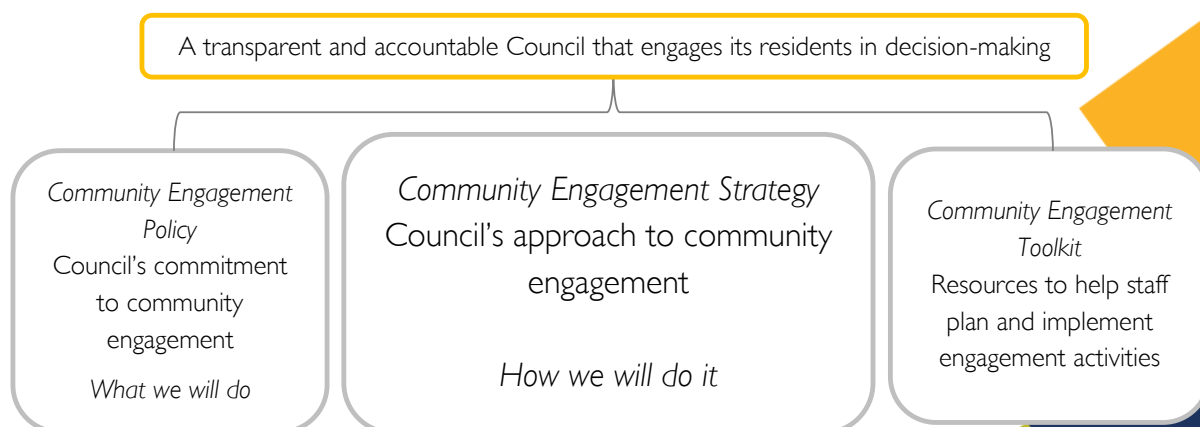 A transparent and accountable Council that engages its residents in decision-making
Community Engagement
Policy
Council's commitment
to community
engagement
What we will do
Community Engagement Strategy
Council's approach to community
engagement
How we will do it
Community Engagement
Toolkit
Resources to help staff
plan and implement
engagement activities